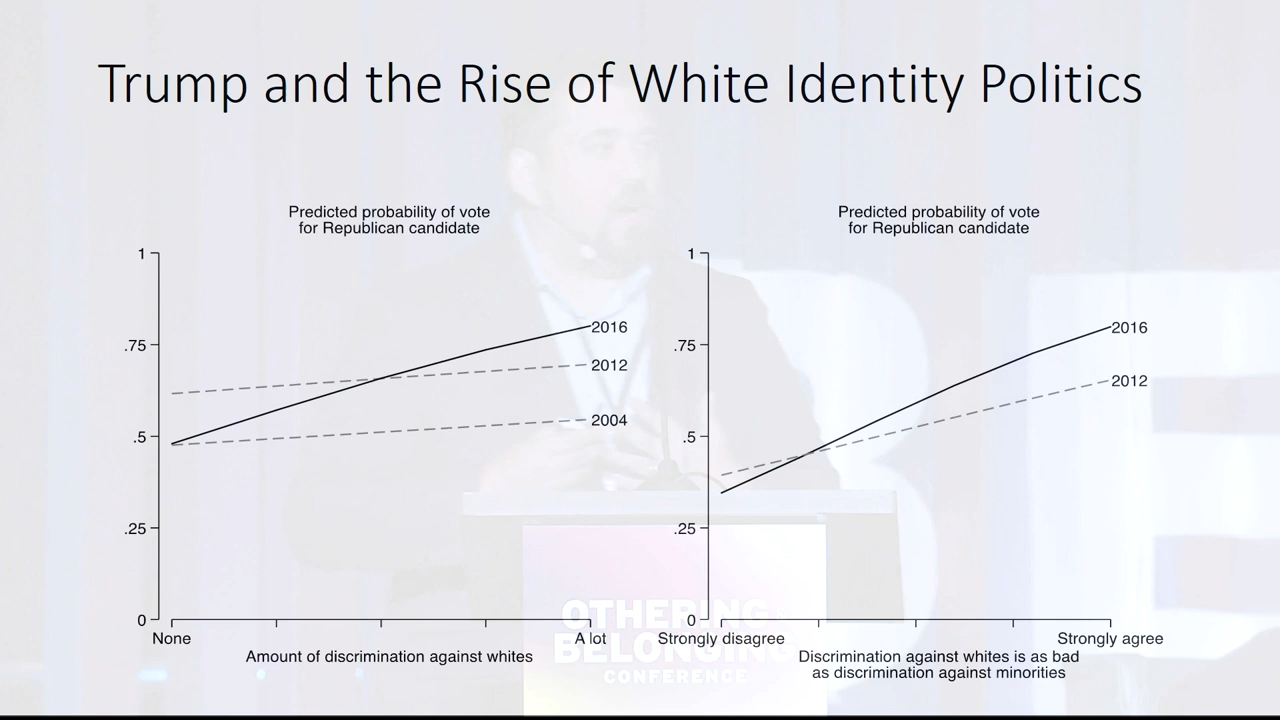 Trump and the Rise of White Identity Politics
Predicted probability of vote
for Republican candidate
1
.75
.5
.25
0
2016
2012
2004
None
A lot
Amount of discrimination against whites
Predicted probability of vote
for Republican candidate
1
.75
.5
.25
0
2016
2012
Strongly disagree
Strongly agree
Discrimination against whites is as bad
as discrimination against minorities
OTHERING &
BELONGING
CONFERENCE